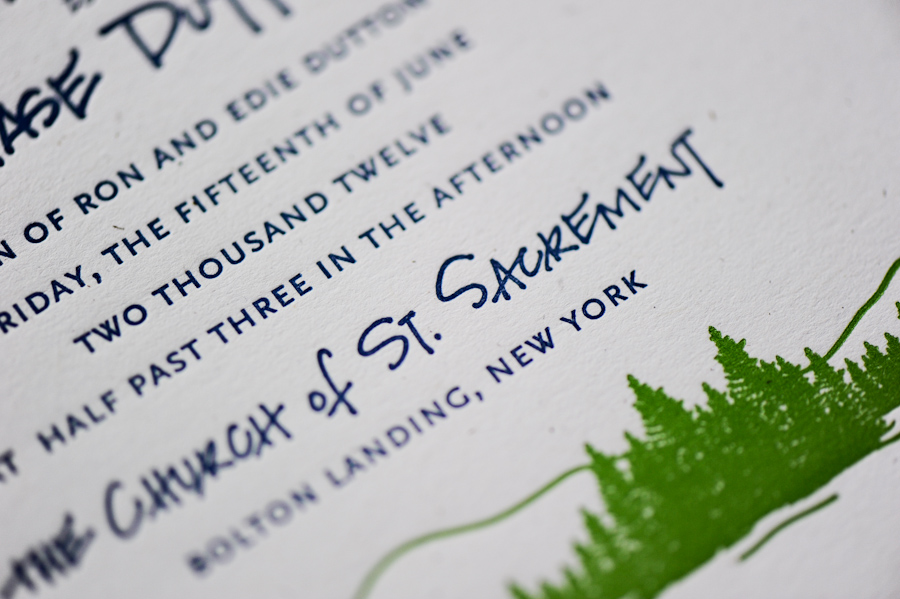 ASE DUTT
N OF RON AND EDIE DUTTON
RIDAY, THE FIFTEENTH OF JUNE
TWO THOUSAND TWELVE
T HALF PAST THREE IN THE AFTERNOON
THE CHURCH of ST. SACREMENT
BOLTON LANDING, NEW YORK